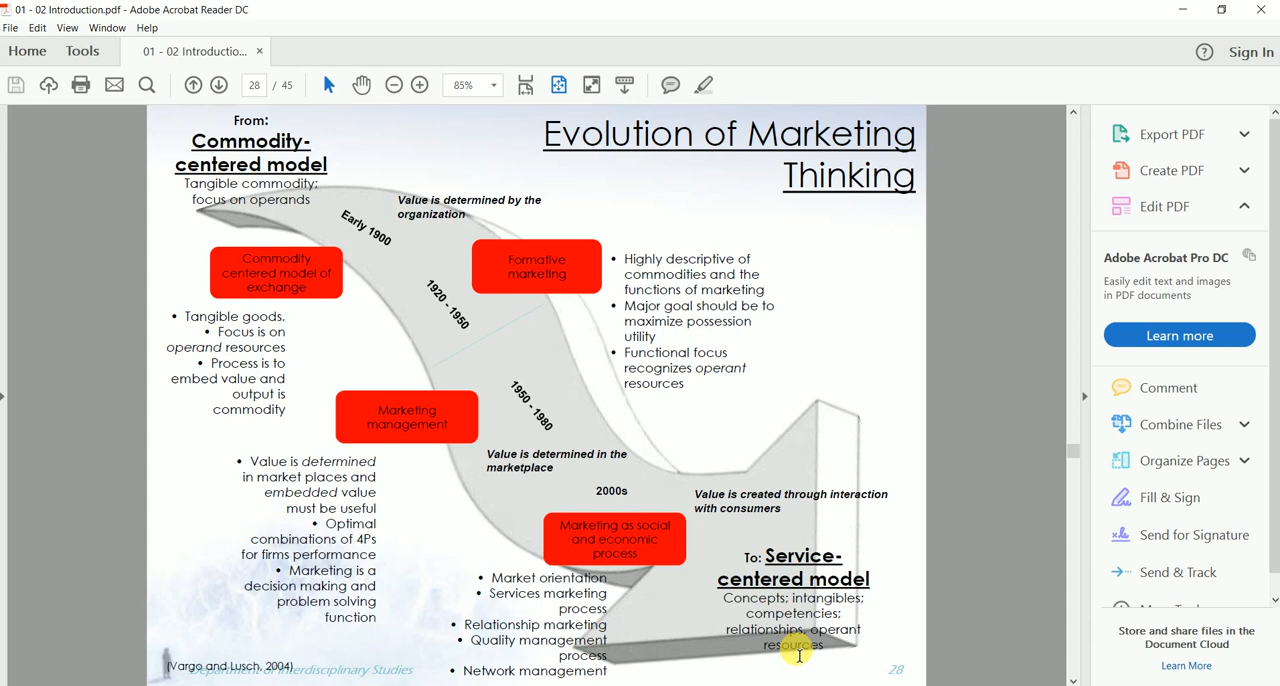 01 - 02 Introduction.pdf - Adobe Acrobat Reader DC
File Edit View Window Help
Home Tools 01 - 02 Introductio... × ? Sign In
28 / 45 85%
From:
Commodity-
centered model
Tangible commodity;
focus on operands
Evolution of Marketing
Thinking
Value is determined by the
organization
Early 1900
Commodity
centered model of
exchange
Formative
marketing
• Highly descriptive of
commodities and the
functions of marketing
• Major goal should be to
maximize possession
utility
• Functional focus
recognizes operant
resources
1920 - 1950
• Tangible goods,
• Focus is on
operand resources
• Process is to
embed value and
output is
commodity
Marketing
management
1950 - 1980
Value is determined in the
marketplace
• Value is determined
in market places and
embedded value
must be useful
• Optimal
combinations of 4Ps
for firms performance
• Marketing is a
decision making and
problem solving
function
2000s
Value is created through interaction
with consumers
Marketing as social
and economic
process
• Market orientation
• Services marketing
process
• Relationship marketing
• Quality management
process
• Network management
To: Service-
centered model
Concepts; intangibles;
competencies;
relationships, operant
resources
(Vargo and Lusch, 2004)
Department of Interdisciplinary Studies
28
Export PDF
Create PDF
Edit PDF
Adobe Acrobat Pro DC
Easily edit text and images
in PDF documents
Learn more
Comment
Combine Files
Organize Pages
Fill & Sign
Send for Signature
Send & Track
Store and share files in the
Document Cloud
Learn More